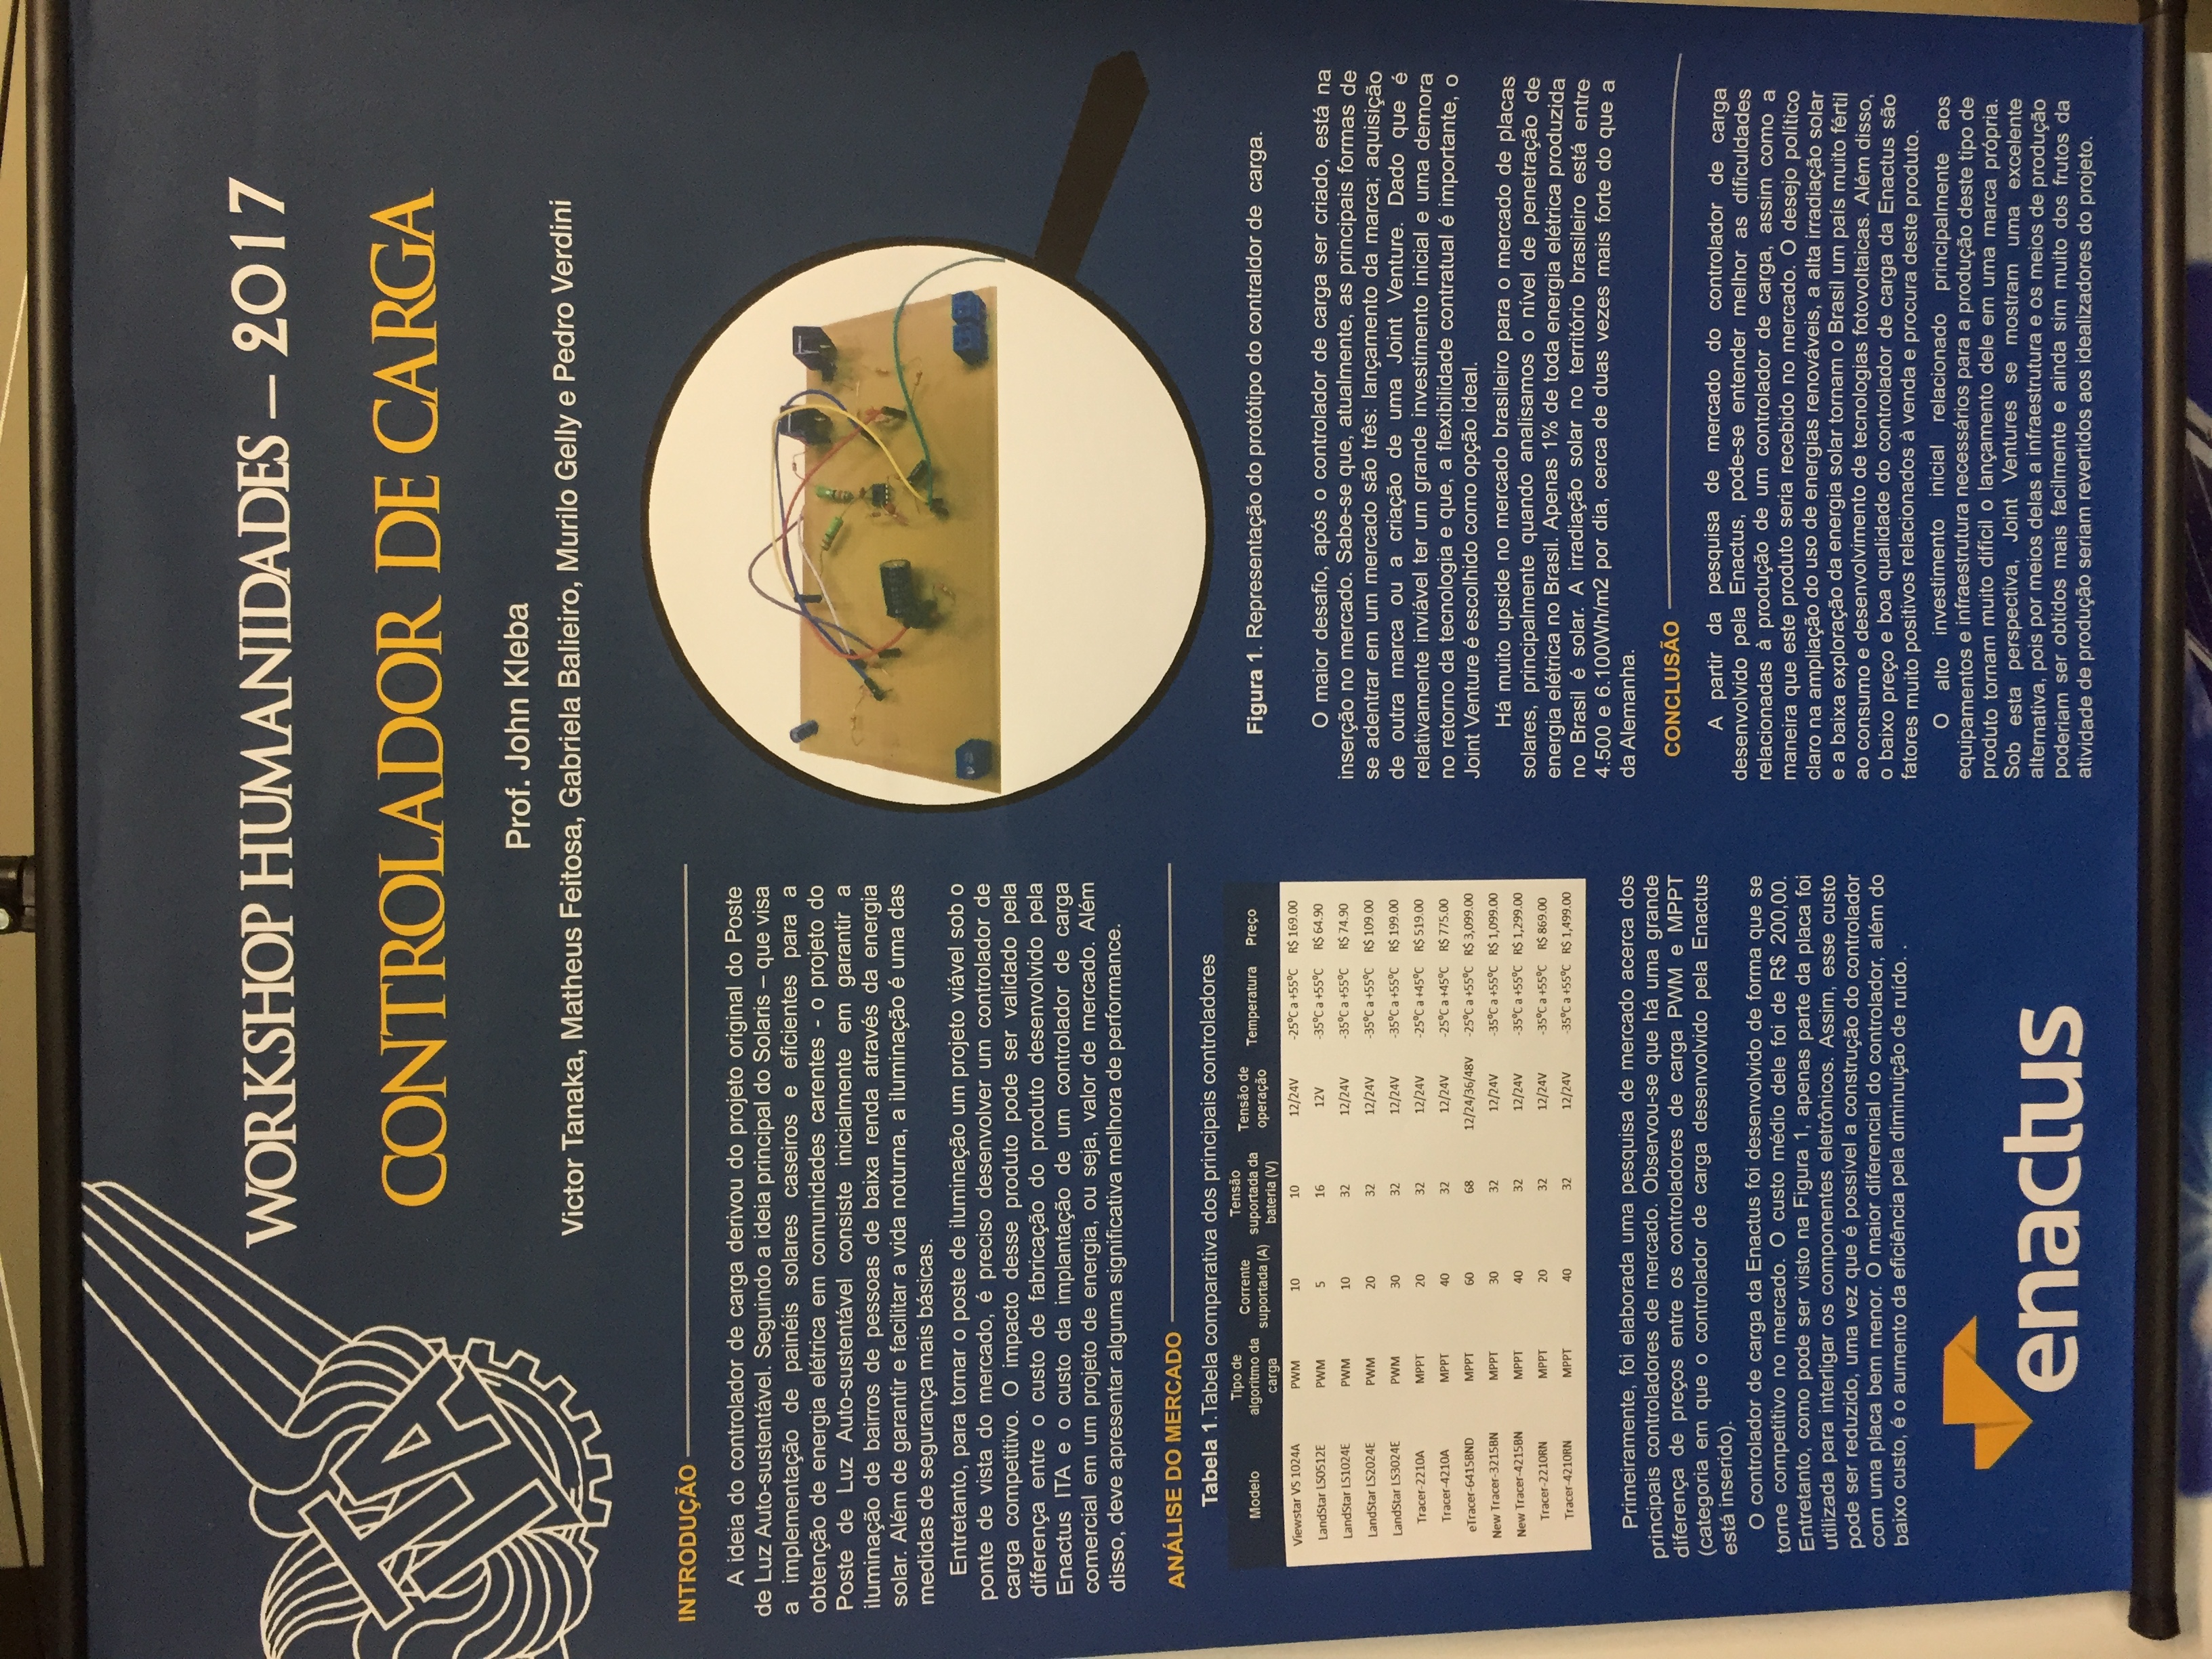 ITA
WORKSHOP HUMANIDADES – 2017
CONTROLADOR DE CARGA
Prof. John Kleba
Victor Tanaka, Matheus Feitosa, Gabriela Balieiro, Murilo Gelly e Pedro Verdini
INTRODUÇÃO
A ideia do controlador de carga derivou do projeto original do Poste
de Luz Auto-sustentável. Seguindo a ideia principal do Solaris – que visa
a implementação de painéis solares caseiros e eficientes para a
obtenção de energia elétrica em comunidades carentes - o projeto do
Poste de Luz Auto-sustentável consiste inicialmente em garantir a
iluminação de bairros de pessoas de baixa renda através da energia
solar. Além de garantir e facilitar a vida noturna, a iluminação é uma das
medidas de segurança mais básicas.
Entretanto, para tornar o poste de iluminação um projeto viável sob o
ponte de vista do mercado, é preciso desenvolver um controlador de
carga competitivo. O impacto desse produto pode ser validado pela
diferença entre o custo de fabricação do produto desenvolvido pela
Enactus ITA e o custo da implantação de um controlador de carga
comercial em um projeto de energia, ou seja, valor de mercado. Além
disso, deve apresentar alguma significativa melhora de performance.
ANÁLISE DO MERCADO
Tabela 1.Tabela comparativa dos principais controladores
Modelo Tipo de algoritmo da carga Corrente suportada (A) Tensão suportada da bateria (V) Tensão de operação Temperatura Preço
Viewstar VS 1024A PWM 10 10 12/24V -25ºC a +55ºC R$ 169.00
LandStar LS0512E PWM 5 16 12V -35ºC a +55ºC R$ 64.90
LandStar LS1024E PWM 10 32 12/24V -35ºC a +55ºC R$ 74.90
LandStar LS2024E PWM 20 32 12/24V -35ºC a +55ºC R$ 109.00
LandStar LS3024E PWM 30 32 12/24V -35ºC a +55ºC R$ 199.00
Tracer-2210A MPPT 20 32 12/24V -25ºC a +45ºC R$ 519.00
Tracer-4210A MPPT 40 32 12/24V -25ºC a +45ºC R$ 775.00
eTracer-6415BND MPPT 60 68 12/24/36/48V -25ºC a +55ºC R$ 3,099.00
New Tracer-3215BN MPPT 30 32 12/24V -35ºC a +55ºC R$ 1,099.00
New Tracer-4215BN MPPT 40 32 12/24V -35ºC a +55ºC R$ 1,299.00
Tracer-2210RN MPPT 20 32 12/24V -35ºC a +55ºC R$ 869.00
Tracer-4210RN MPPT 40 32 12/24V -35ºC a +55ºC R$ 1,499.00
Primeiramente, foi elaborada uma pesquisa de mercado acerca dos
principais controladores de mercado. Observou-se que há uma grande
diferença de preços entre os controladores de carga PWM e MPPT
(categoria em que o controlador de carga desenvolvido pela Enactus
está inserido).
O controlador de carga da Enactus foi desenvolvido de forma que se
torne competitivo no mercado. O custo médio dele foi de R$ 200,00.
Entretanto, como pode ser visto na Figura 1, apenas parte da placa foi
utilizada para interligar os componentes eletrônicos. Assim, esse custo
pode ser reduzido, uma vez que é possível a construção do controlador
com uma placa bem menor. O maior diferencial do controlador, além do
baixo custo, é o aumento da eficiência pela diminuição de ruído. .
enactus
Figura 1. Representação do protótipo do contraldor de carga.
O maior desafio, após o controlador de carga ser criado, está na
inserção no mercado. Sabe-se que, atualmente, as principais formas de
se adentrar em um mercado são três: lançamento da marca; aquisição
de outra marca ou a criação de uma Joint Venture. Dado que é
relativamente inviável ter um grande investimento inicial e uma demora
no retorno da tecnologia e que, a flexibilidade contratual é importante, o
Joint Venture é escolhido como opção ideal.
Há muito upside no mercado brasileiro para o mercado de placas
solares, principalmente quando analisamos o nível de penetração de
energia elétrica no Brasil. Apenas 1% de toda energia elétrica produzida
no Brasil é solar. A irradiação solar no território brasileiro está entre
4.500 e 6.100Wh/m2 por dia, cerca de duas vezes mais forte do que a
da Alemanha.
CONCLUSÃO
A partir da pesquisa de mercado do controlador de carga
desenvolvido pela Enactus, pode-se entender melhor as dificuldades
relacionadas à produção de um controlador de carga, assim como a
maneira que este produto seria recebido no mercado. O desejo político
claro na ampliação do uso de energias renováveis, a alta irradiação solar
e a baixa exploração da energia solar tornam o Brasil um país muito fértil
ao consumo e desenvolvimento de tecnologias fotovoltaicas. Além disso,
o baixo preço e boa qualidade do controlador de carga da Enactus são
fatores muito positivos relacionados à venda e procura deste produto.
O alto investimento inicial relacionado principalmente aos
equipamentos e infraestrutura necessários para a produção deste tipo de
produto tornam muito difícil o lançamento dele em uma marca própria.
Sob esta perspectiva, Joint Ventures se mostram uma excelente
alternativa, pois por meios delas a infraestrutura e os meios de produção
poderiam ser obtidos mais facilmente e ainda sim muito dos frutos da
atividade de produção seriam revertidos aos idealizadores do projeto.